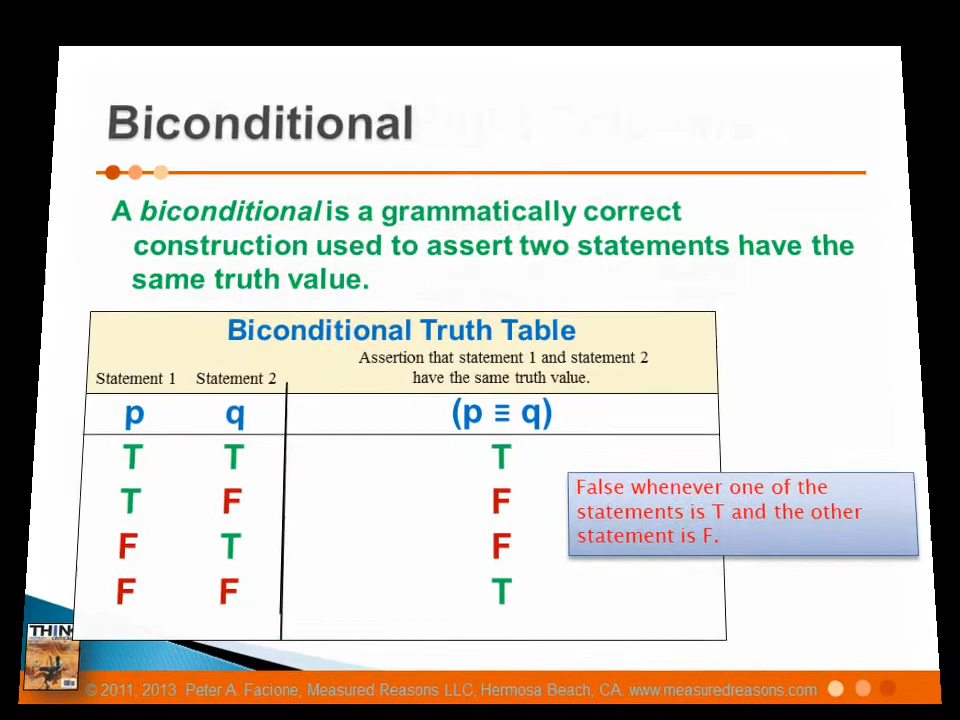 Biconditional
A biconditional is a grammatically correct
construction used to assert two statements have the
same truth value.
Biconditional Truth Table
Assertion that statement 1 and statement 2
Statement 1 Statement 2 have the same truth value.
p q (p ≡ q)
T T T
T F F
F T F
F F T
False whenever one of the
statements is T and the other
statement is F.
THINK
© 2011, 2013 Peter A. Facione, Measured Reasons LLC, Hermosa Beach, CA. www.measuredreasons.com